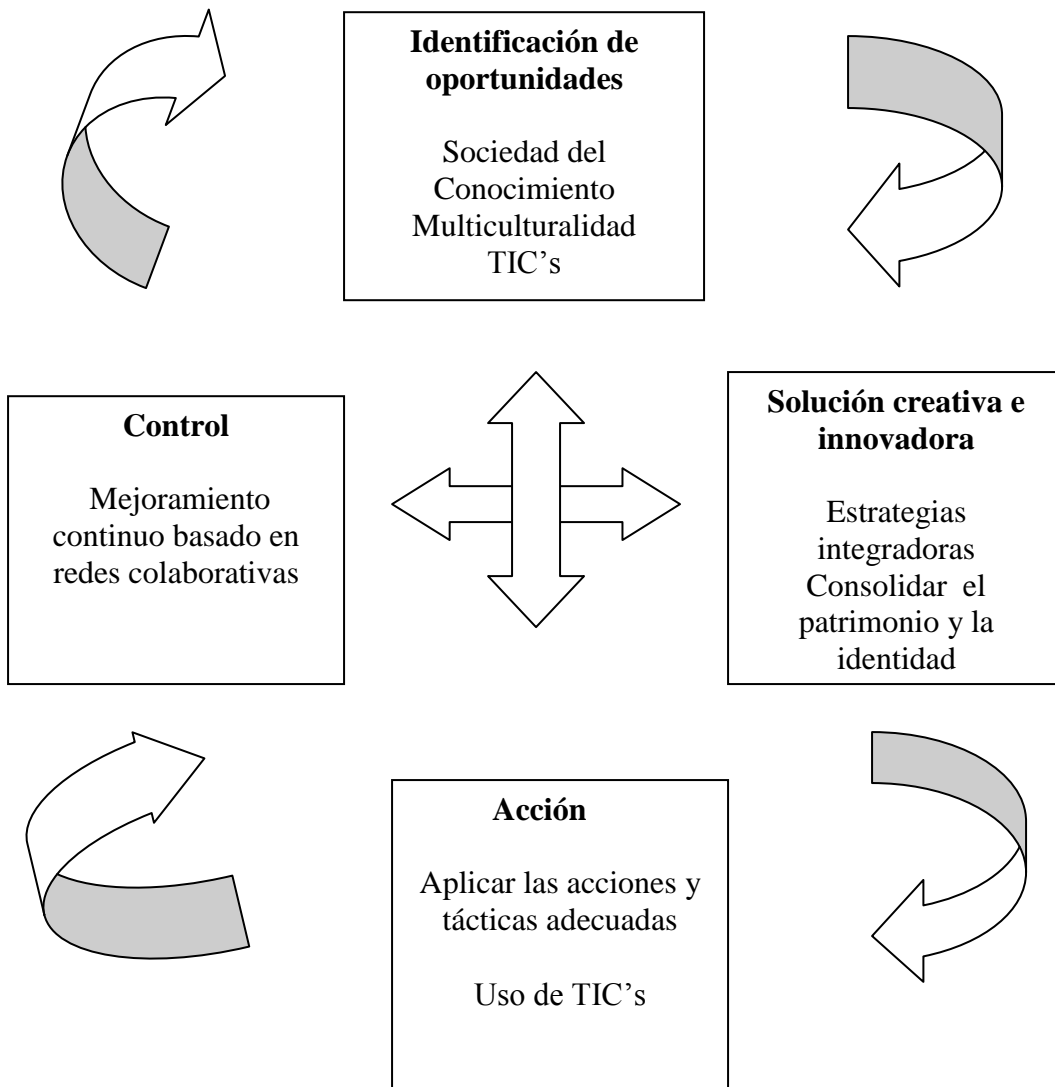 Identificación de
oportunidades
Sociedad del
Conocimiento
Multiculturalidad
TIC’s
Control
Mejoramiento
continuo basado en
redes colaborativas
Solución creativa e
innovadora
Estrategias
integradoras
Consolidar el
patrimonio y la
identidad
Acción
Aplicar las acciones y
tácticas adecuadas
Uso de TIC’s